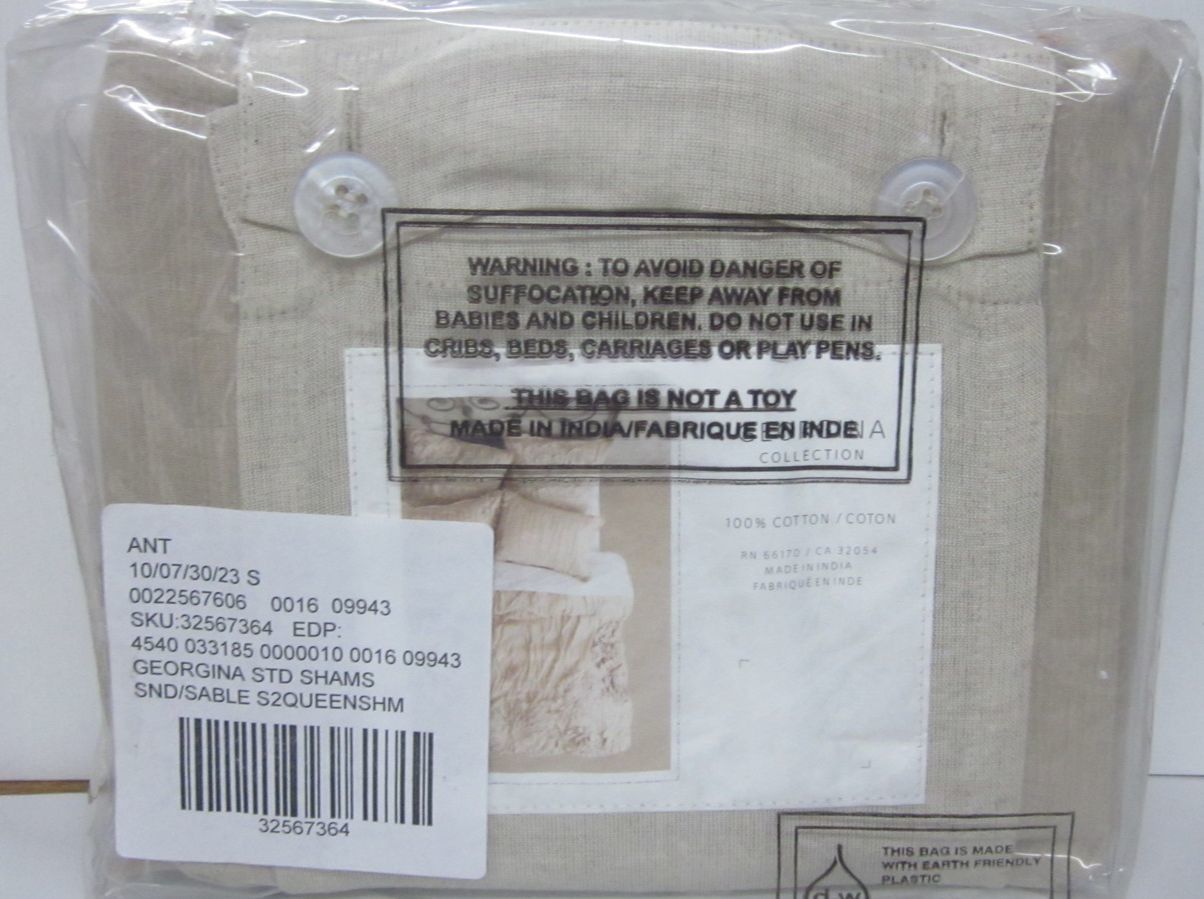 WARNING : TO AVOID DANGER OF
SUFFOCATION, KEEP AWAY FROM
BABIES AND CHILDREN. DO NOT USE IN
CRIBS, BEDS, CARRIAGES OR PLAY PENS.
THIS BAG IS NOT A TOY
MADE IN INDIA/FABRIQUE EN INDE
GEORGINA
COLLECTION
100% COTTON / COTON
RN 66170 / CA 32054
MADE IN INDIA
FABRIQUÉ EN INDE
ANT
10/07/30/23 S
0022567606 0016 09943
SKU:32567364 EDP:
4540 033185 0000010 0016 09943
GEORGINA STD SHAMS
SND/SABLE S2QUEENSHM
32567364
THIS BAG IS MADE
WITH EARTH FRIENDLY
PLASTIC
d w